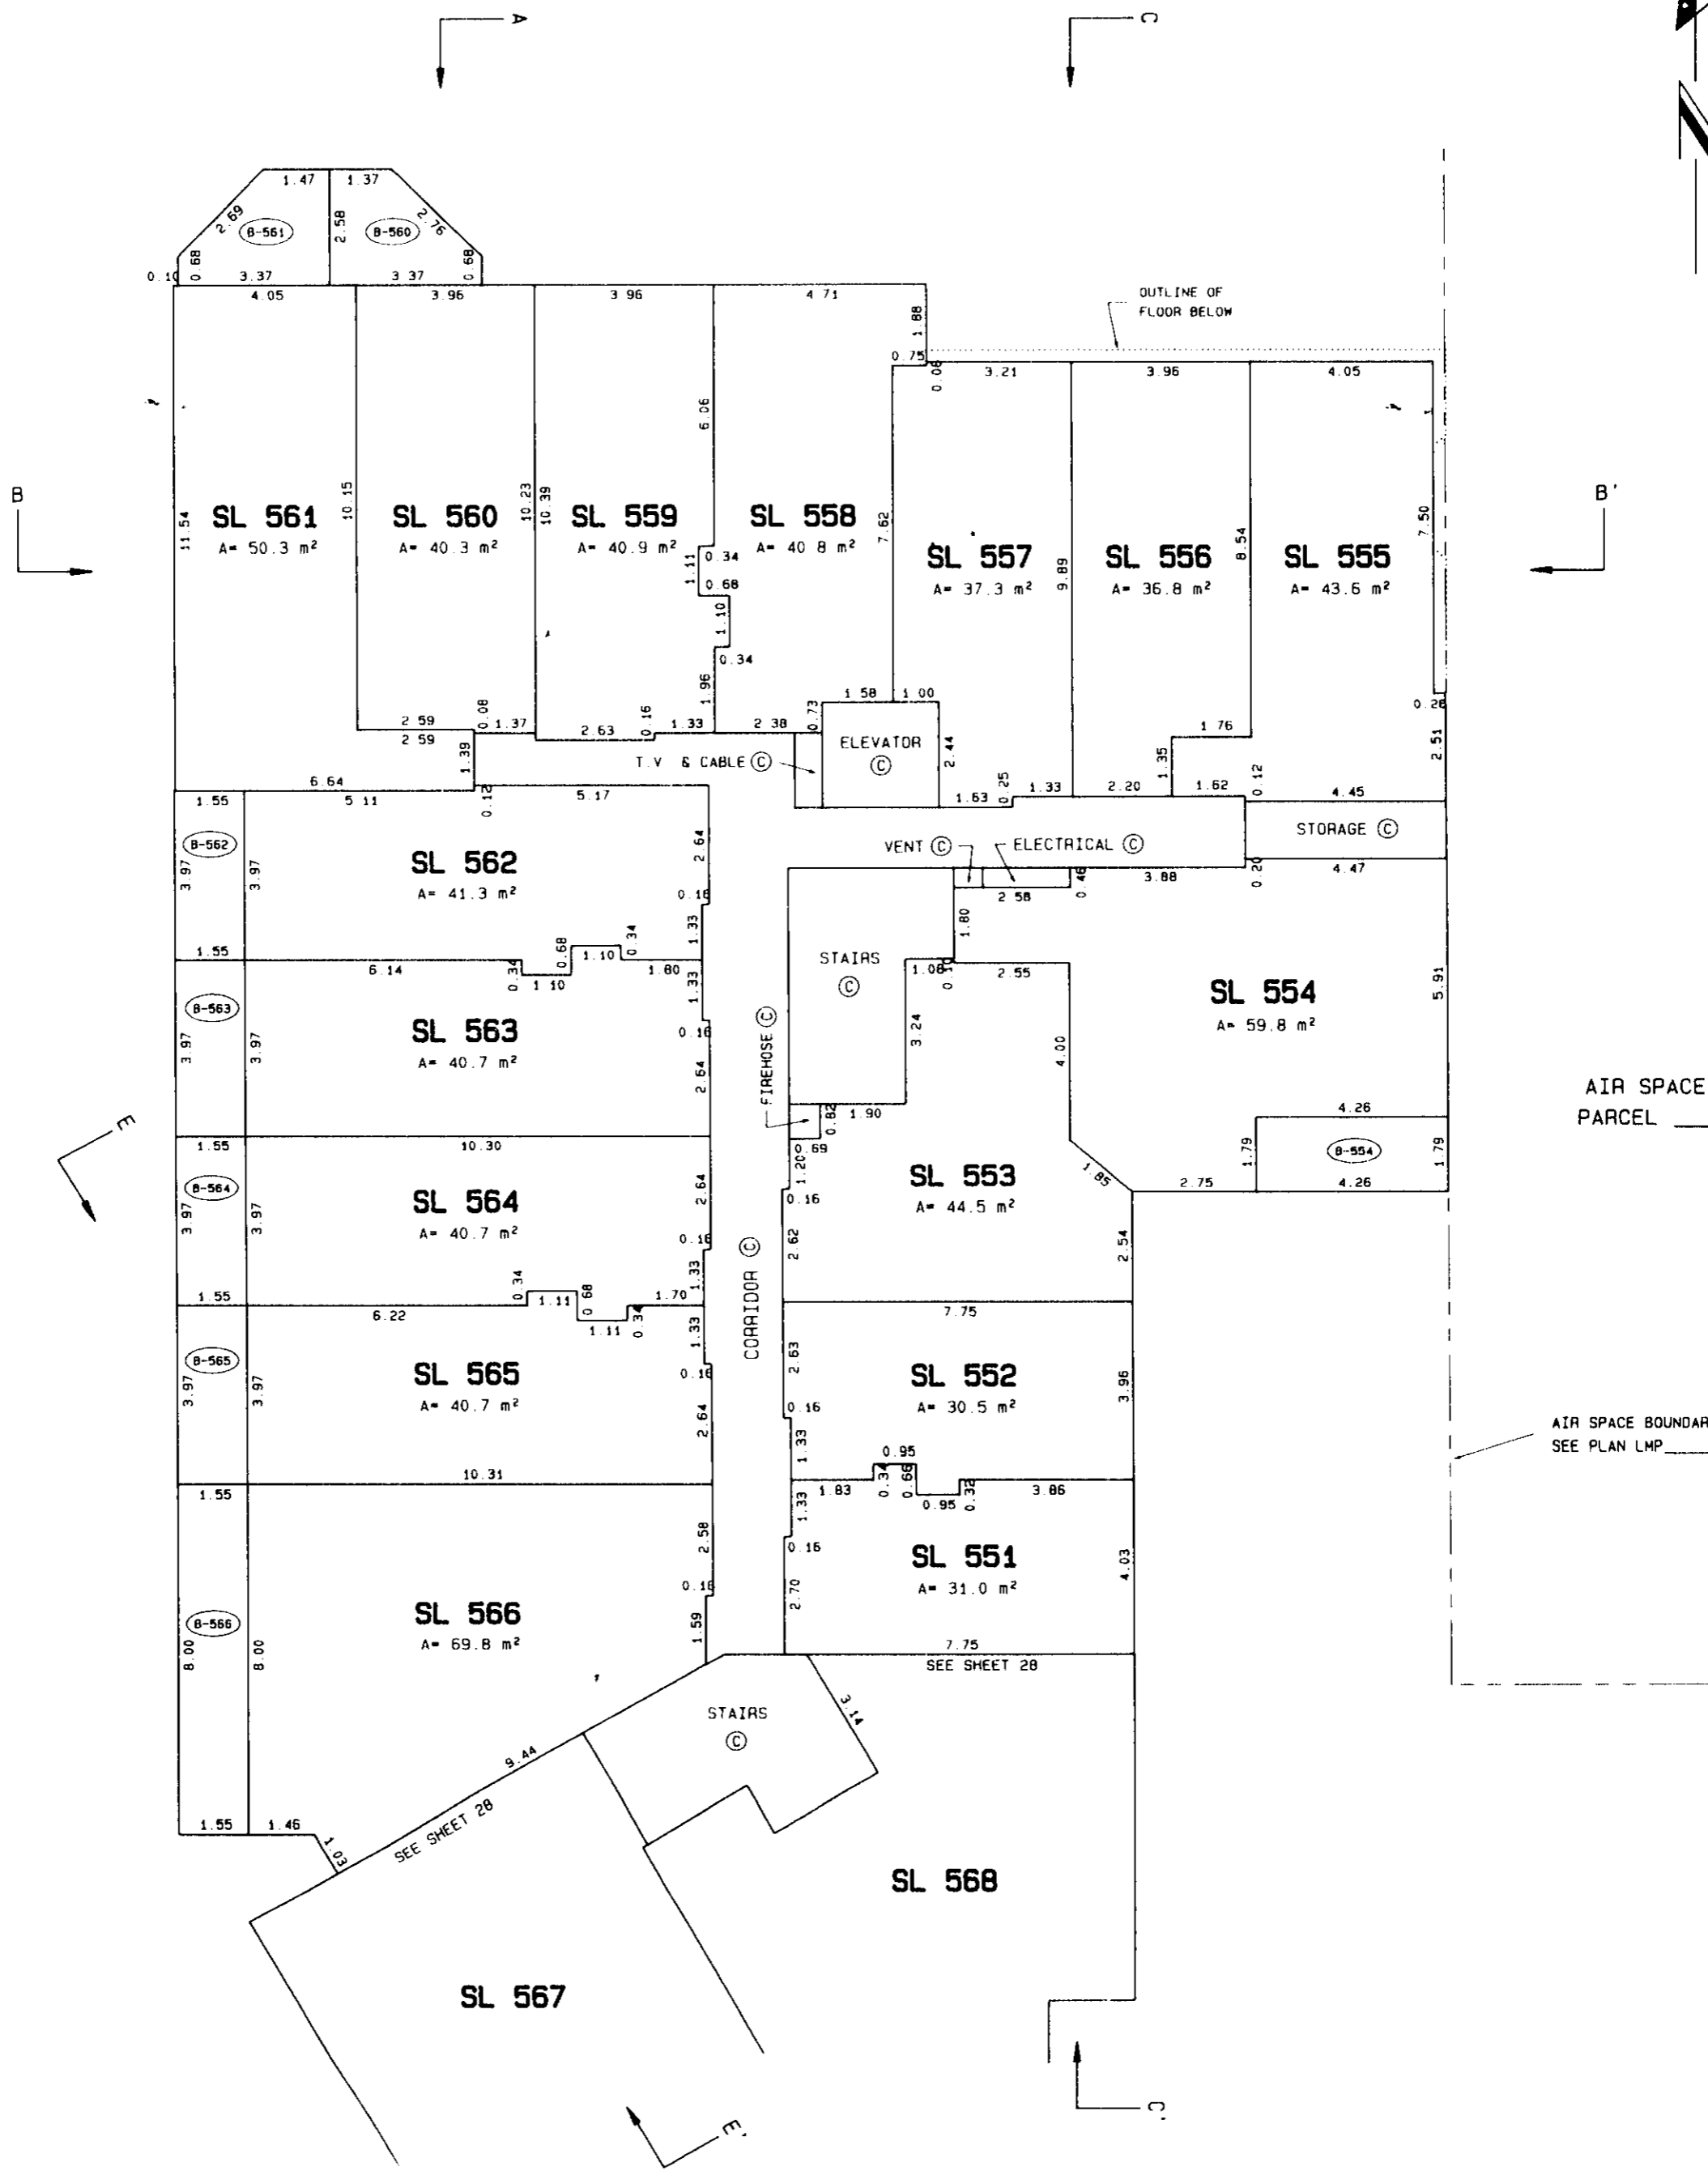 A
C
N
1.47
1.37
2.69
2.58
2.76
B-561
B-560
0.68
0.68
0.10
3.37
3.37
4.05
3.96
3.96
4.71
OUTLINE OF
FLOOR BELOW
1.88
0.75
0.06
3.21
3.96
4.05
6.06
B
B'
11.54
10.15
10.23
10.39
7.62
9.89
8.54
7.50
SL 561
A= 50.3 m²
SL 560
A= 40.3 m²
SL 559
A= 40.9 m²
SL 558
A= 40 8 m²
SL 557
A= 37.3 m²
SL 556
A= 36.8 m²
SL 555
A= 43.6 m²
1.11
0.34
0.68
1.10
0.34
1.96
1.58
1 00
0.28
2.59
0.08
1.37
2.63
0.16
1.33
2.38
0.73
1.76
2.59
1.39
T.V & CABLE C
ELEVATOR
C
2.44
1.35
2.51
6.64
1.55
5.11
0.12
5.17
1.63
0.25
1.33
2.20
1.62
0.12
4.45
STORAGE C
B-562
3.97
3.97
SL 562
A= 41.3 m²
2.64
VENT C
ELECTRICAL C
2 58
0.46
3.88
0.20
4.47
0.16
1.33
1.80
1.55
6.14
0.34
1 10
0.68
1.10
0.34
1.80
STAIRS
C
1.08
0.10
2.55
B-563
3.97
3.97
SL 563
A= 40.7 m²
1.33
0.16
2.64
FIREHOSE C
3.24
4.00
SL 554
A= 59.8 m²
5.91
AIR SPACE
PARCEL
E
0.82
1.90
0.69
4.26
1.79
B-554
1.79
4.26
1.55
10.30
B-564
3.97
3.97
SL 564
A= 40.7 m²
2.64
0.16
1.33
1.20
0.16
2.62
SL 553
A= 44.5 m²
1.85
2.75
2.54
CORRIDOR C
1.55
6.22
0.34
1.11
0.68
1.11
0.34
1.70
7.75
B-565
3.97
3.97
SL 565
A= 40.7 m²
1.33
0.16
2.64
2.63
0.16
1.33
SL 552
A= 30.5 m²
3.96
AIR SPACE BOUNDAR
SEE PLAN LMP
1.55
10.31
1.83
0.34
0.95
0.66
0.95
0.32
3.86
B-566
8.00
8.00
SL 566
A= 69.8 m²
2.58
0.16
1.59
1.33
0.16
2.70
SL 551
A= 31.0 m²
4.03
7.75
SEE SHEET 28
STAIRS
C
3.14
9.44
SEE SHEET 28
1.55
1.46
1.03
SL 568
SL 567
C'
E'